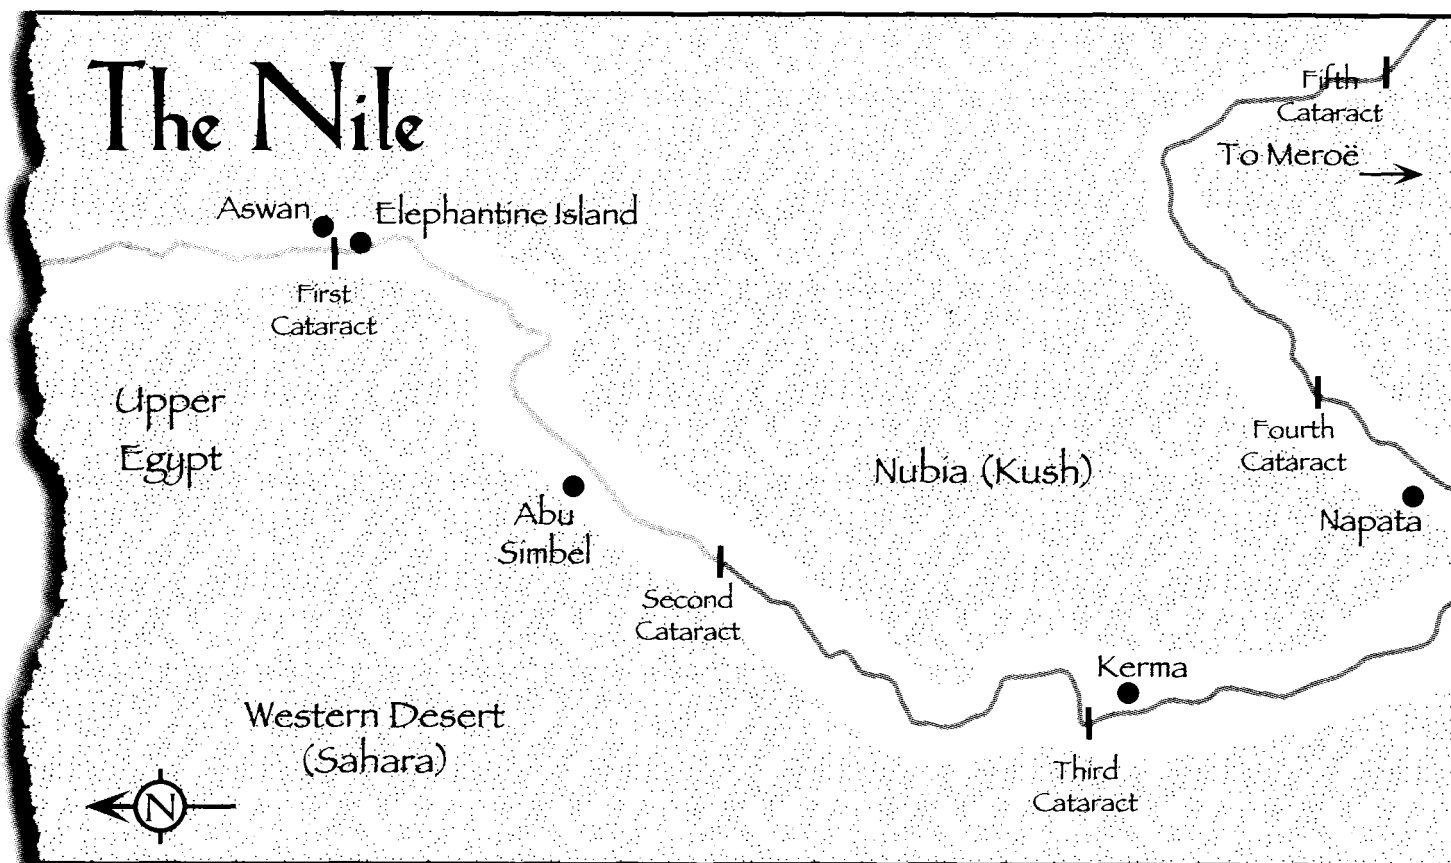 The Nile
Fifth
Cataract
To Meroë
Aswan
Elephantine Island
First
Cataract
Upper
Egypt
Fourth
Cataract
Nubia (Kush)
Napata
Abu
Simbel
Second
Cataract
Kerma
Western Desert
(Sahara)
Third
Cataract
N